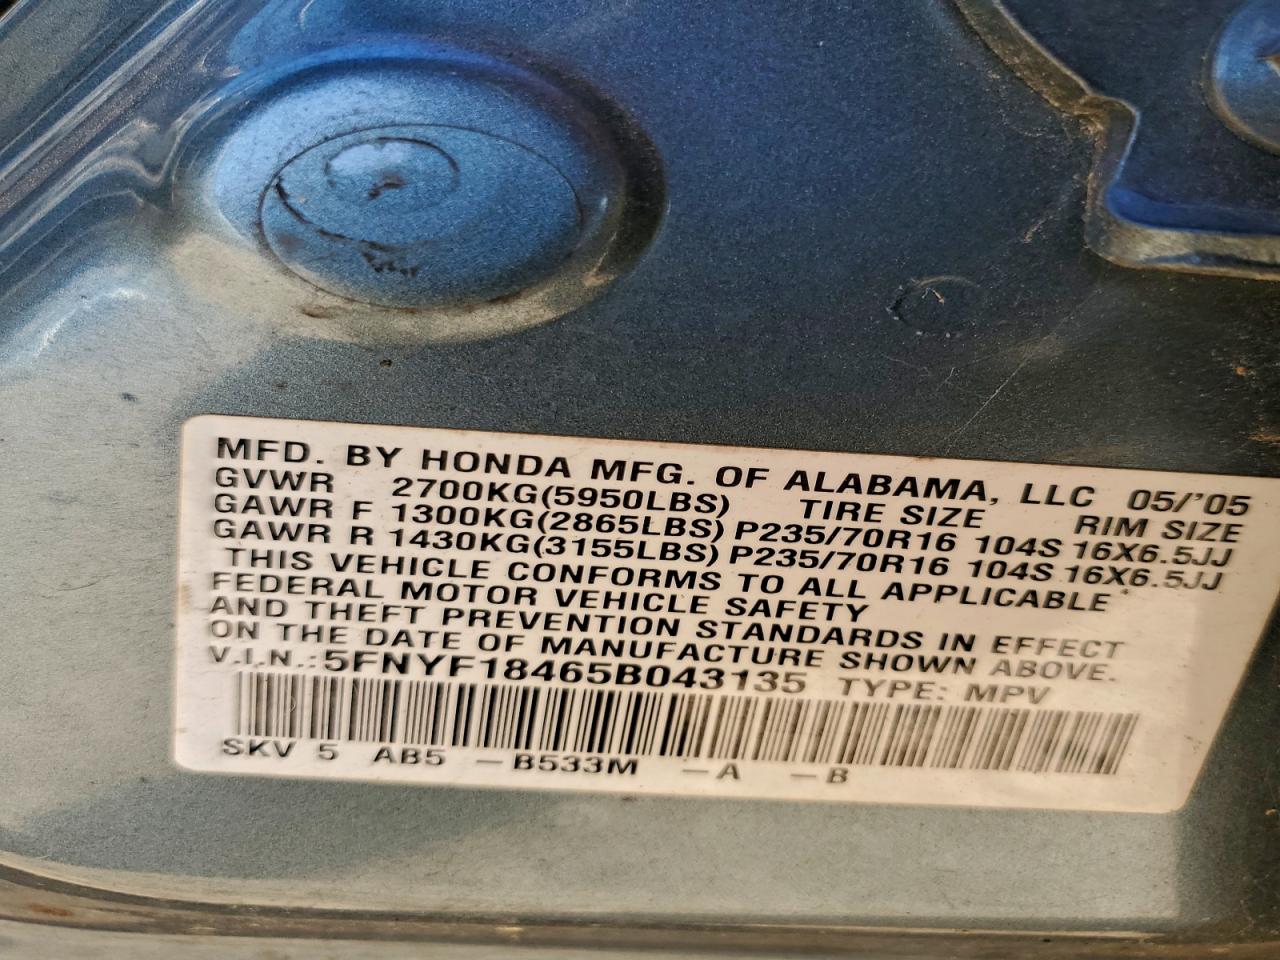 MFD. BY HONDA MFG. OF ALABAMA, LLC 05/'05
GVWR 2700KG(5950LBS) TIRE SIZE RIM SIZE
GAWR F 1300KG(2865LBS) P235/70R16 104S 16X6.5JJ
GAWR R 1430KG(3155LBS) P235/70R16 104S 16X6.5JJ
THIS VEHICLE CONFORMS TO ALL APPLICABLE
FEDERAL MOTOR VEHICLE SAFETY
AND THEFT PREVENTION STANDARDS IN EFFECT
ON THE DATE OF MANUFACTURE SHOWN ABOVE.
V.I.N.:5FNYF18465B043135 TYPE: MPV
SKV 5 AB5 -B533M -A -B